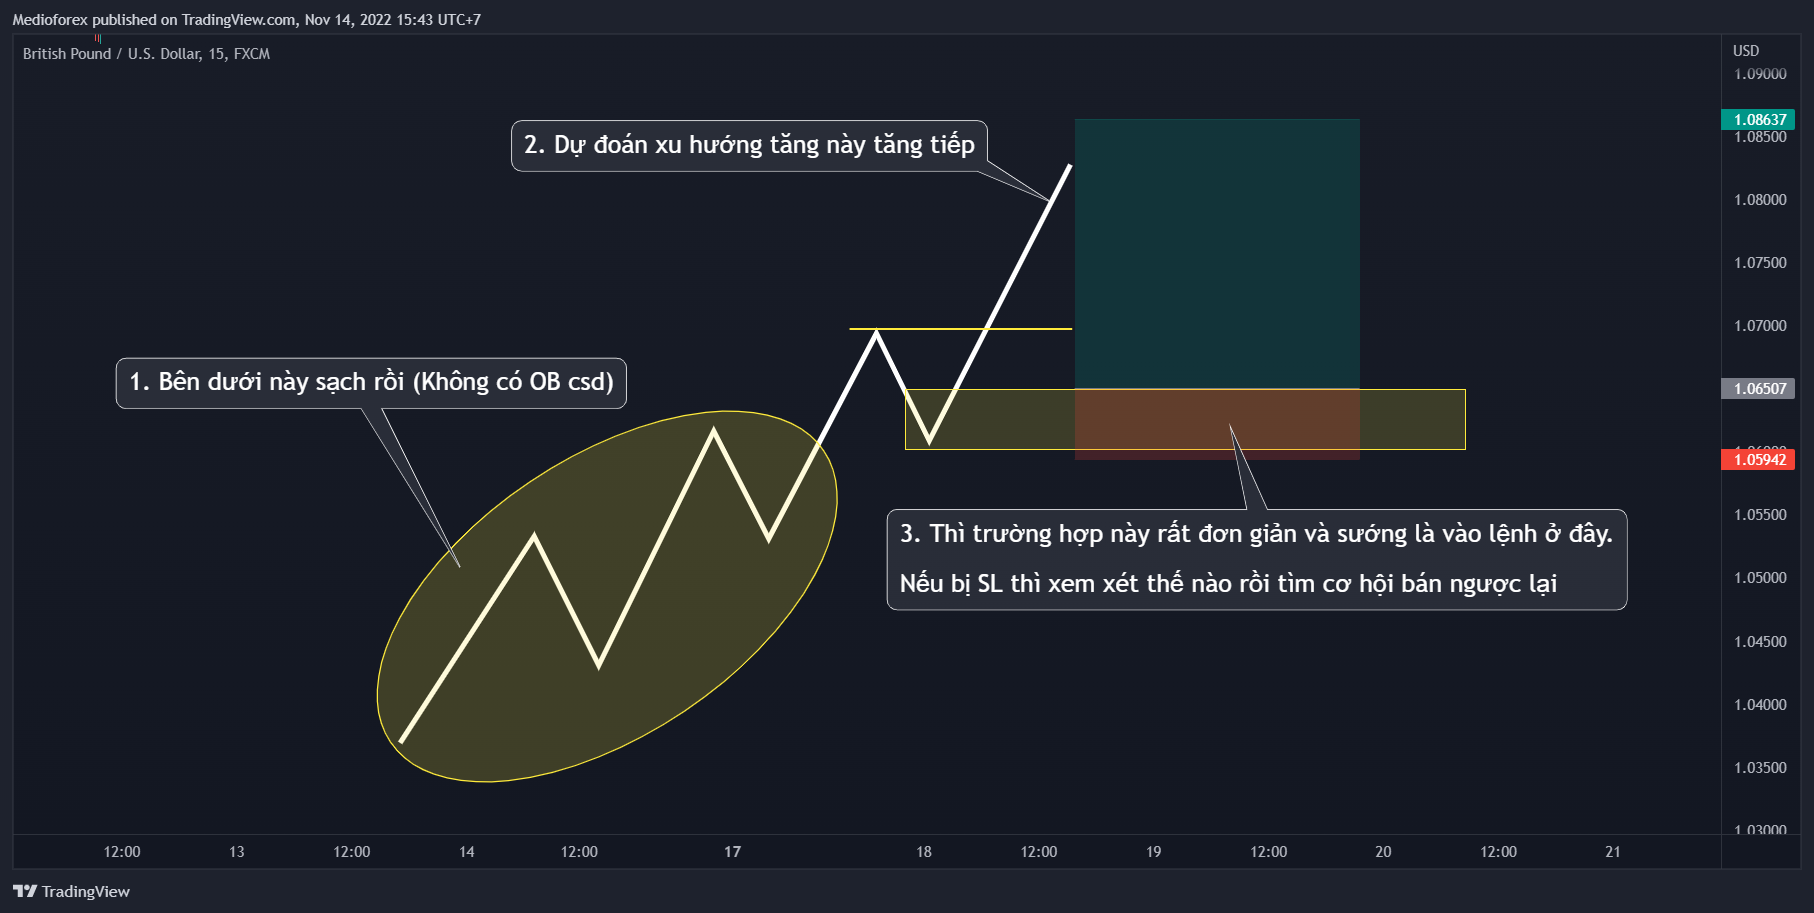 Medioforex published on TradingView.com, Nov 14, 2022 15:43 UTC+7
British Pound / U.S. Dollar, 15, FXCM
USD
1.09000
1.08637
1.08500
2. Dự đoán xu hướng tăng này tăng tiếp
1.08000
1.07500
1.07000
1. Bên dưới này sạch rồi (Không có OB csd)
1.06507
1.05942
1.05500
3. Thì trường hợp này rất đơn giản và sướng là vào lệnh ở đây.
Nếu bị SL thì xem xét thế nào rồi tìm cơ hội bán ngược lại
1.05000
1.04500
1.04000
1.03500
1.03000
12:00 13 12:00 14 12:00 17 18 12:00 19 12:00 20 12:00 21
TradingView